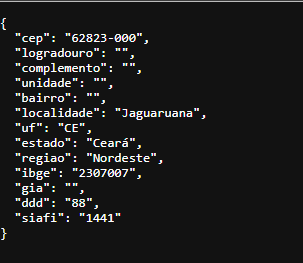 {
  "cep": "62823-000",
  "logradouro": "",
  "complemento": "",
  "unidade": "",
  "bairro": "",
  "localidade": "Jaguaruana",
  "uf": "CE",
  "estado": "Ceará",
  "regiao": "Nordeste",
  "ibge": "2307007",
  "gia": "",
  "ddd": "88",
  "siafi": "1441"
}